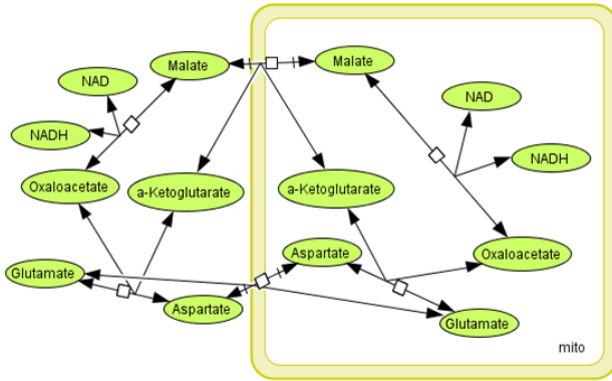 Malate
Malate
NAD
NAD
NADH
NADH
Oxaloacetate
a-Ketoglutarate
a-Ketoglutarate
Aspartate
Oxaloacetate
Glutamate
Aspartate
Glutamate
mito